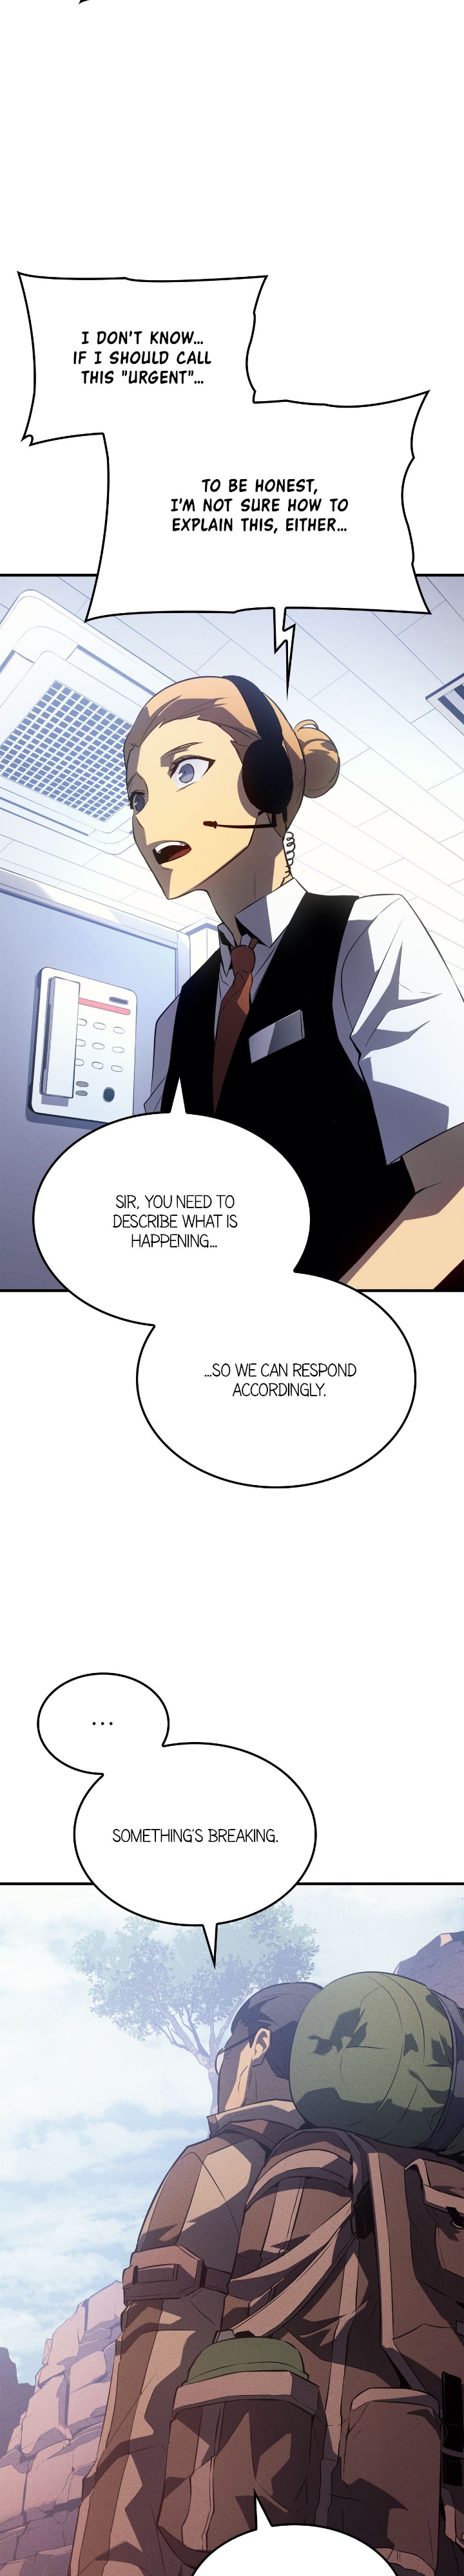 I DON'T KNOW...
IF I SHOULD CALL
THIS "URGENT"...
TO BE HONEST,
I'M NOT SURE HOW TO
EXPLAIN THIS, EITHER...
SIR, YOU NEED TO
DESCRIBE WHAT IS
HAPPENING...
...SO WE CAN RESPOND
ACCORDINGLY.
...
SOMETHING'S BREAKING.